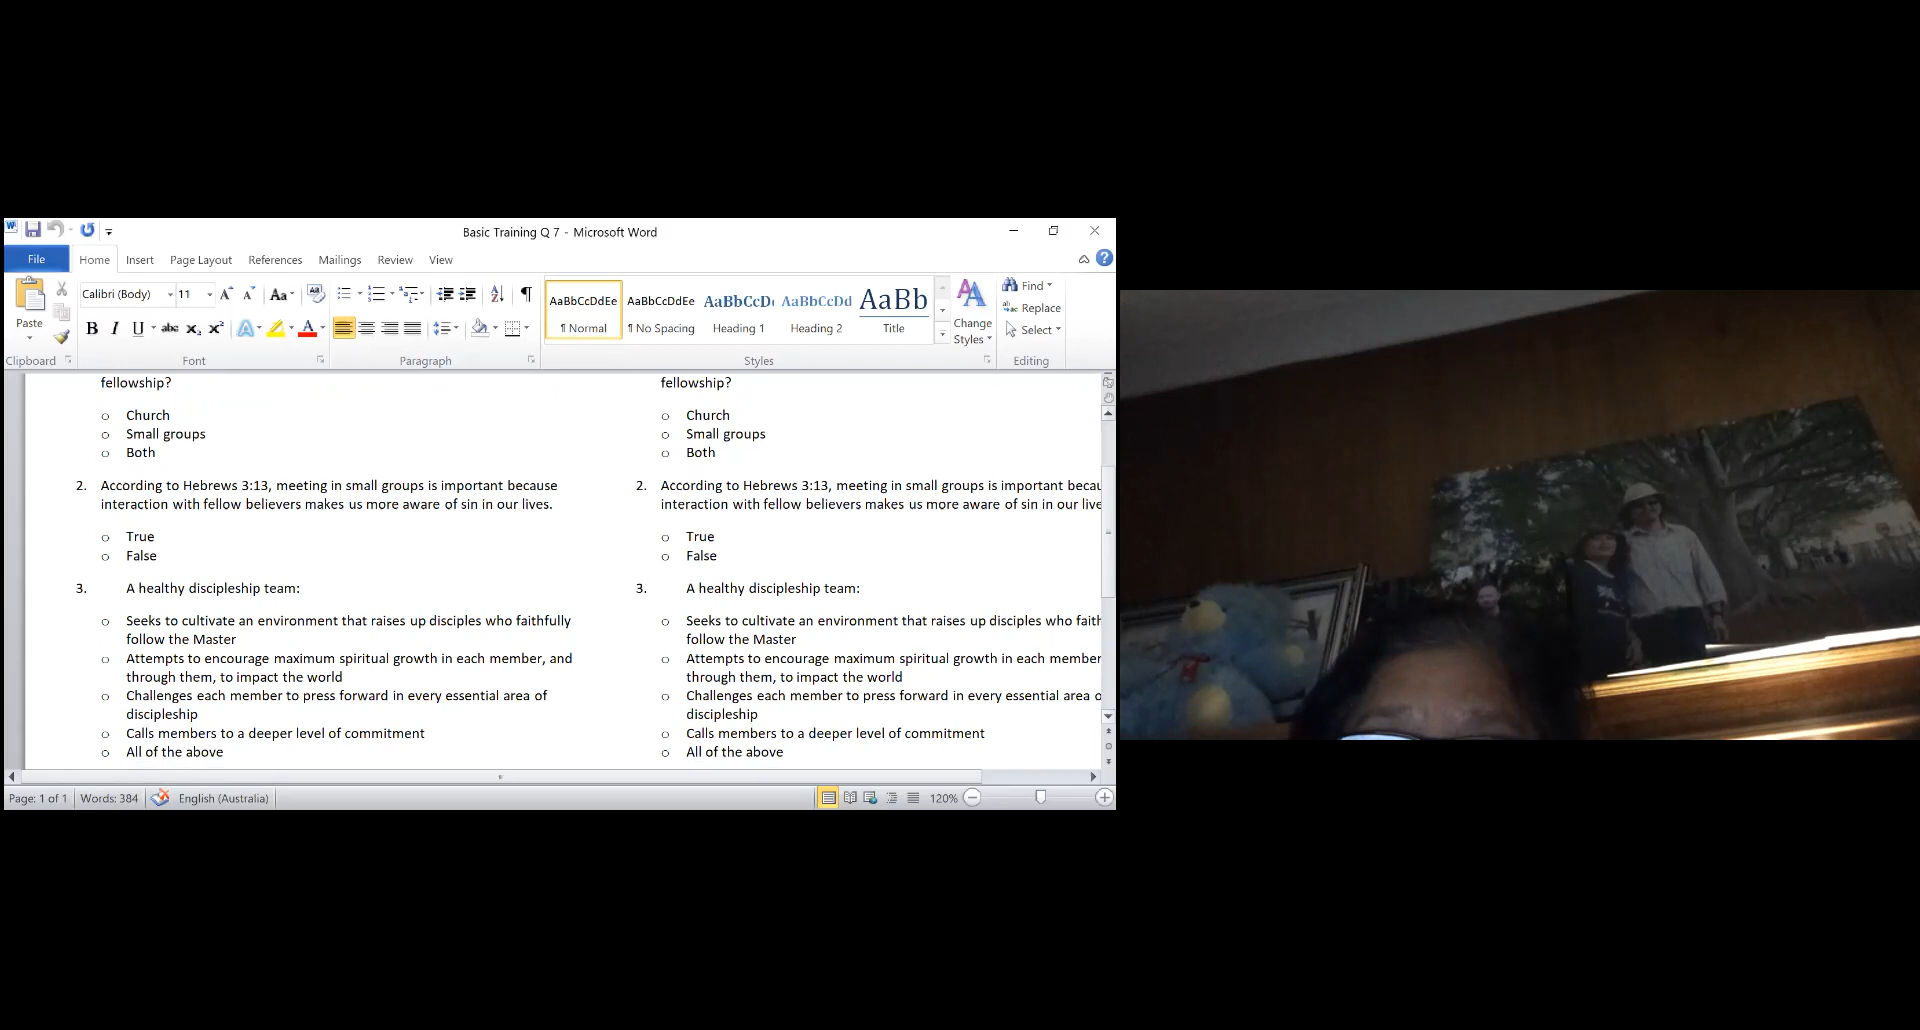 Basic Training Q 7 - Microsoft Word
File Home Insert Page Layout References Mailings Review View
Paste
Clipboard
Calibri (Body) 11
Font
Paragraph
AaBbCcDdEe AaBbCcDdEe AaBbCcD AaBbCcDd AaBb
¶ Normal ¶ No Spacing Heading 1 Heading 2 Title
Styles
Change
Styles
Find
Replace
Select
Editing
fellowship?
o Church
o Small groups
o Both
2. According to Hebrews 3:13, meeting in small groups is important because
interaction with fellow believers makes us more aware of sin in our lives.
o True
o False
3. A healthy discipleship team:
o Seeks to cultivate an environment that raises up disciples who faithfully
follow the Master
o Attempts to encourage maximum spiritual growth in each member, and
through them, to impact the world
o Challenges each member to press forward in every essential area of
discipleship
o Calls members to a deeper level of commitment
o All of the above
fellowship?
o Church
o Small groups
o Both
2. According to Hebrews 3:13, meeting in small groups is important becau
interaction with fellow believers makes us more aware of sin in our live
o True
o False
3. A healthy discipleship team:
o Seeks to cultivate an environment that raises up disciples who faith
follow the Master
o Attempts to encourage maximum spiritual growth in each member
through them, to impact the world
o Challenges each member to press forward in every essential area o
discipleship
o Calls members to a deeper level of commitment
o All of the above
Page: 1 of 1 Words: 384 English (Australia) 120%